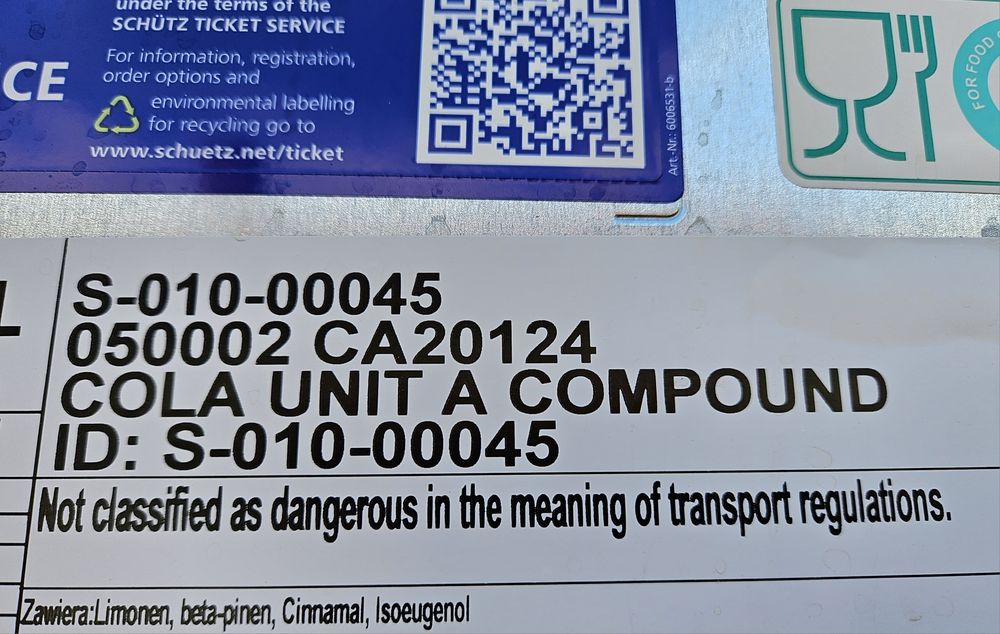 under the terms of the
SCHÜTZ TICKET SERVICE
For information, registration,
order options and
CE
environmental labelling
for recycling go to
www.schuetz.net/ticket
Art.-Nr.: 6006531-b
FOR FOOD
S-010-00045
050002 CA20124
COLA UNIT A COMPOUND
ID: S-010-00045
Not classified as dangerous in the meaning of transport regulations.
Zawiera:Limonen, beta-pinen, Cinnamal, Isoeugenol